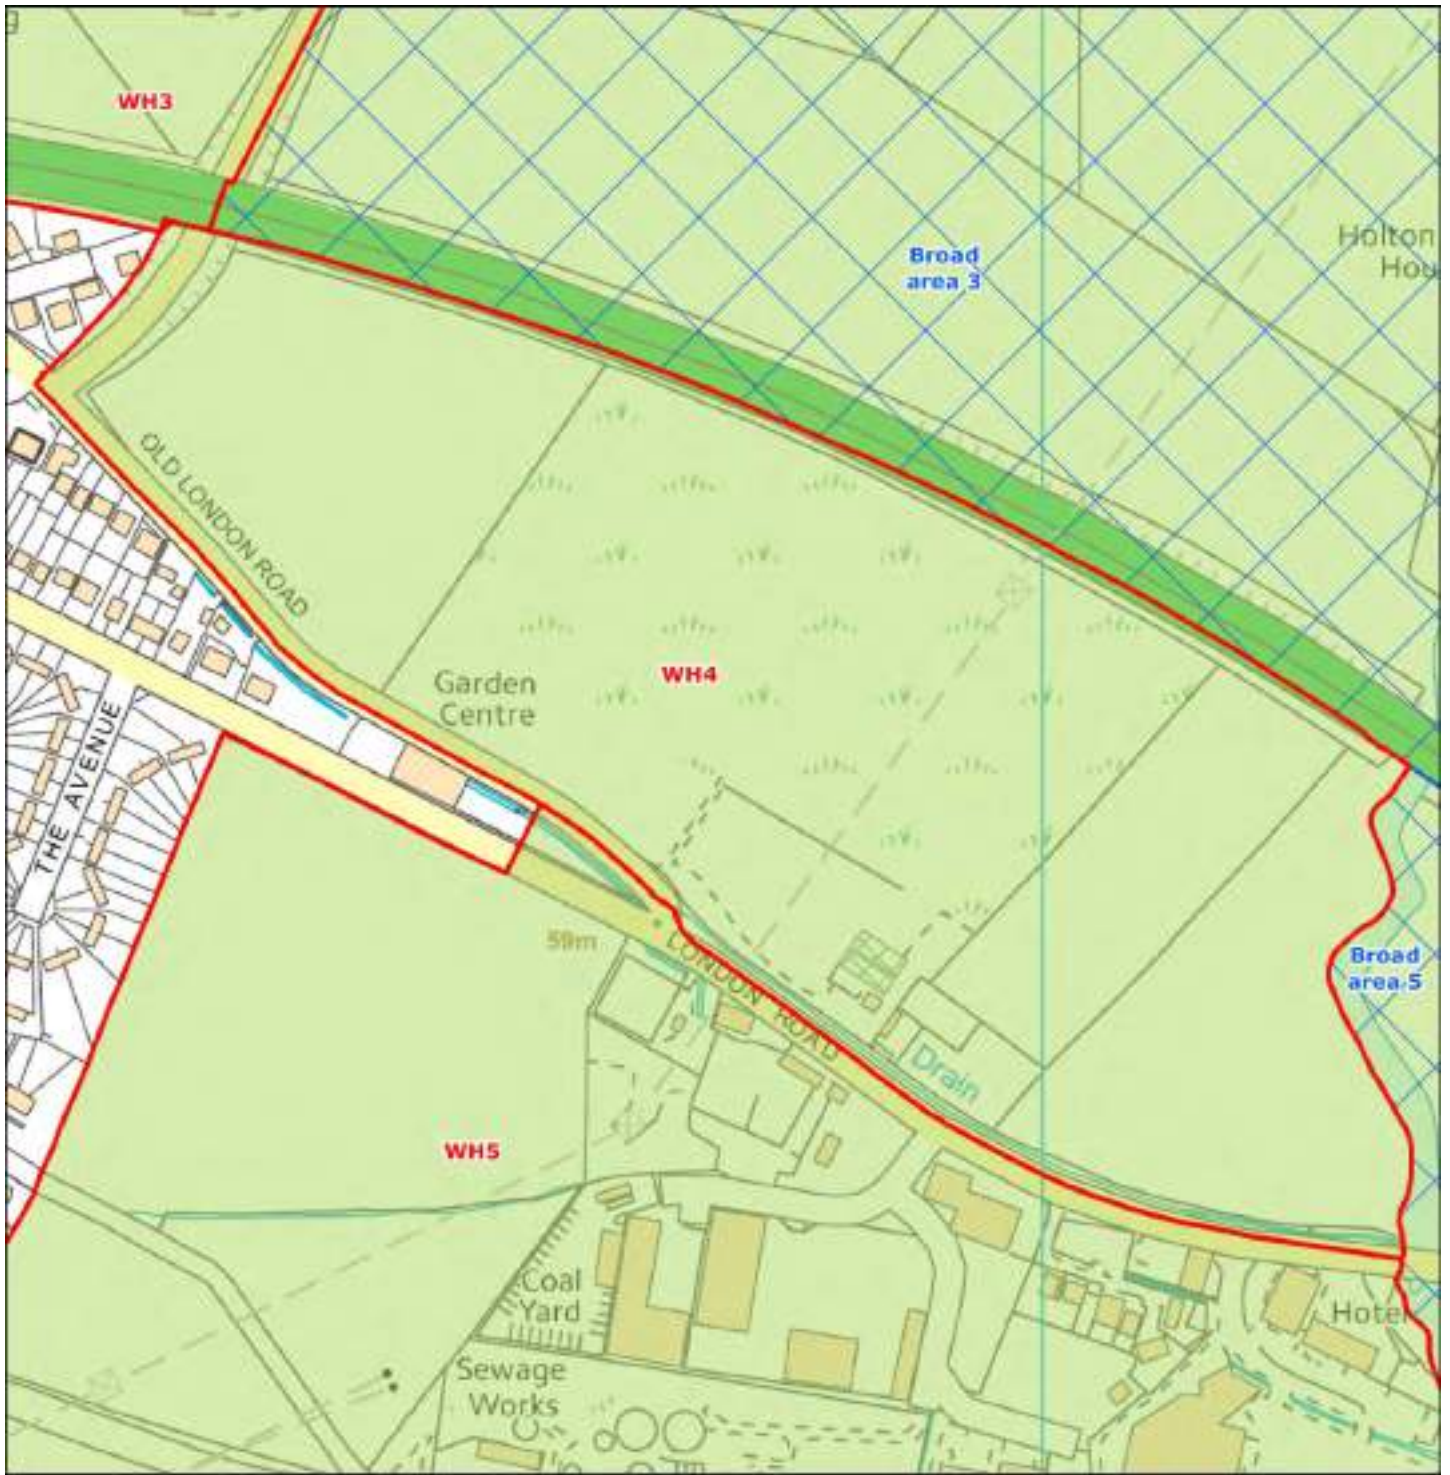 WH3
Holton
Hou
Broad
area 3
OLD LONDON ROAD
WH4
Garden
Centre
THE AVENUE
59m
LONDON ROAD
Broad
area 5
Drain
WH5
Coal
Yard
Hotel
Sewage
Works